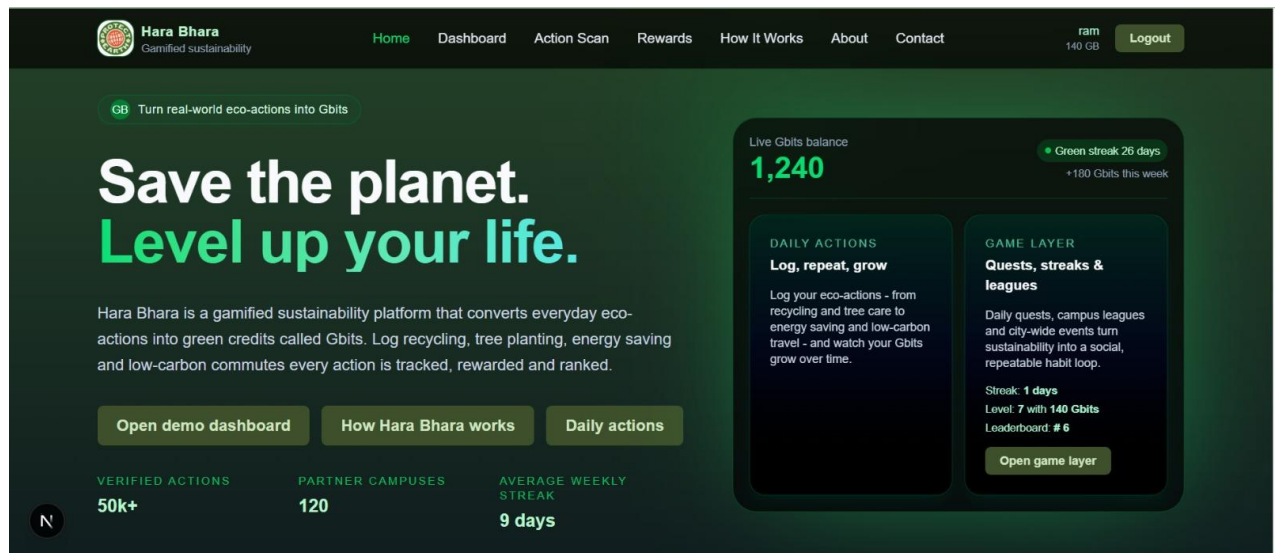 PROTECT EARTH
Hara Bhara
Gamified sustainability
Home
Dashboard
Action Scan
Rewards
How It Works
About
Contact
ram
140 GB
Logout
GB Turn real-world eco-actions into Gbits
Save the planet.
Level up your life.
Hara Bhara is a gamified sustainability platform that converts everyday eco-
actions into green credits called Gbits. Log recycling, tree planting, energy saving
and low-carbon commutes every action is tracked, rewarded and ranked.
Open demo dashboard
How Hara Bhara works
Daily actions
VERIFIED ACTIONS
50k+
PARTNER CAMPUSES
120
AVERAGE WEEKLY
STREAK
9 days
Live Gbits balance
1,240
Green streak 26 days
+180 Gbits this week
DAILY ACTIONS
Log, repeat, grow
Log your eco-actions - from
recycling and tree care to
energy saving and low-carbon
travel - and watch your Gbits
grow over time.
GAME LAYER
Quests, streaks &
leagues
Daily quests, campus leagues
and city-wide events turn
sustainability into a social,
repeatable habit loop.
Streak: 1 days
Level: 7 with 140 Gbits
Leaderboard: # 6
Open game layer
N